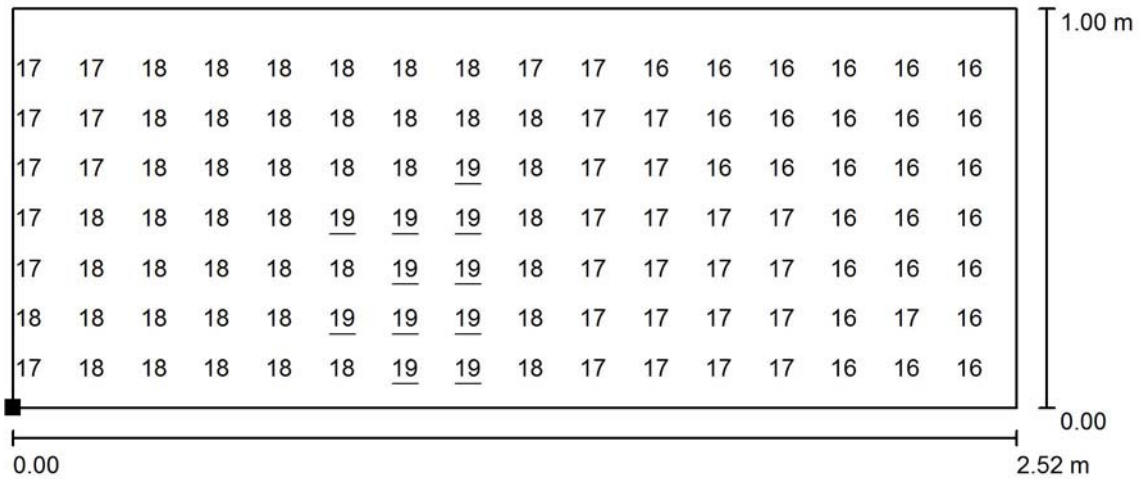 1.00 m
17 17 18 18 18 18 18 18 17 17 16 16 16 16 16 16
17 17 18 18 18 18 18 18 18 17 17 16 16 16 16 16
17 17 18 18 18 18 18 19 18 17 17 16 16 16 16 16
17 18 18 18 18 19 19 19 18 17 17 17 17 16 16 16
17 18 18 18 18 18 19 19 18 17 17 17 17 16 16 16
18 18 18 18 18 19 19 19 18 17 17 17 17 16 17 16
17 18 18 18 18 18 19 19 18 17 17 17 17 16 16 16
0.00
0.00 2.52 m